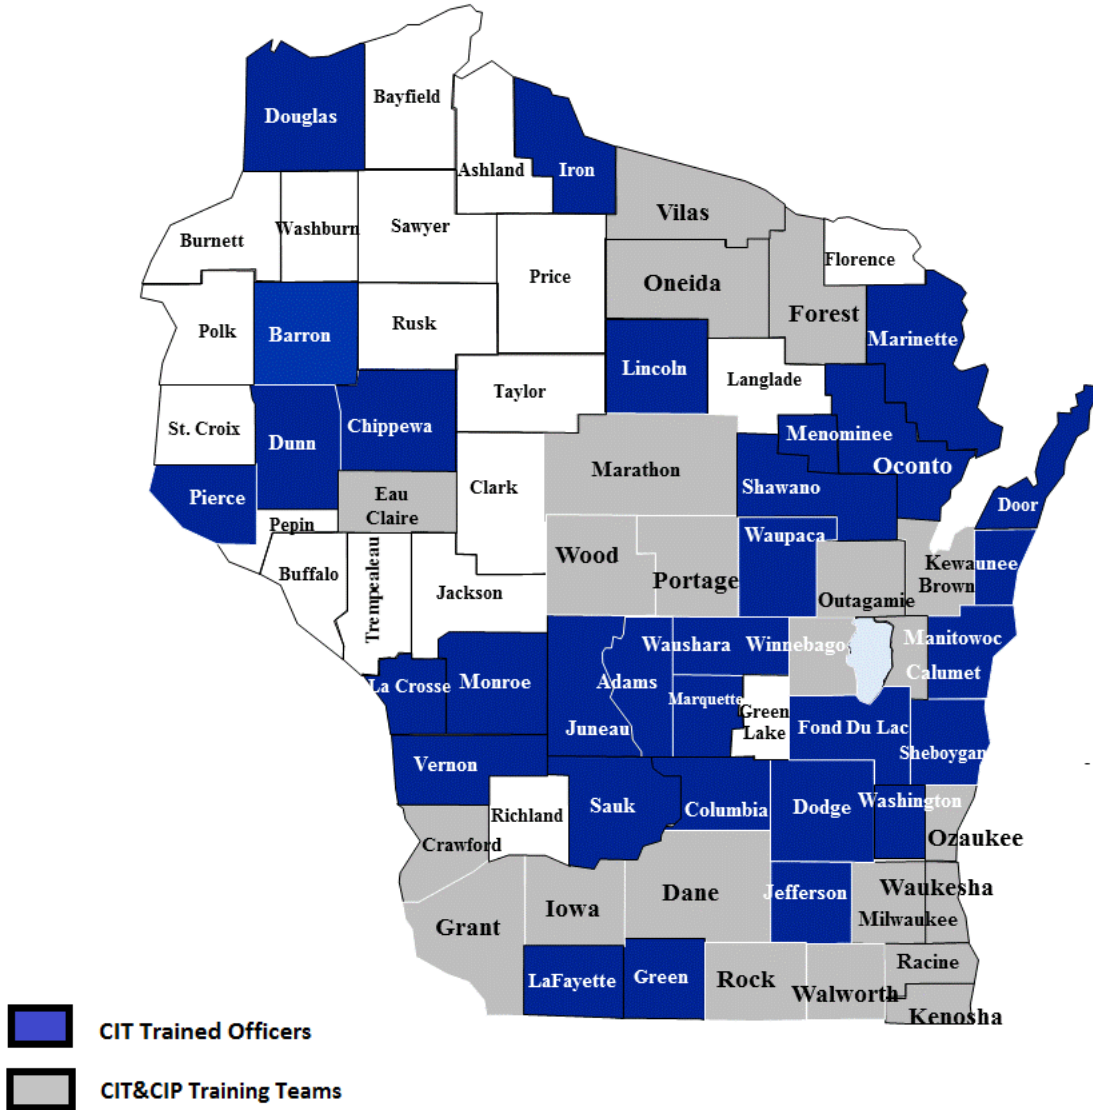 Bayfield
Douglas
Ashland
Iron
Vilas
Washburn
Sawyer
Burnett
Florence
Price
Oneida
Forest
Polk
Barron
Rusk
Marinette
Lincoln
Langlade
Taylor
St. Croix
Dunn
Chippewa
Menominee
Marathon
Oconto
Clark
Shawano
Pierce
Eau
Claire
Door
Pepin
Waupaca
Wood
Kewaunee
Buffalo
Trempealeau
Portage
Brown
Jackson
Outagamie
Waushara
Winnebago
Manitowoc
Calumet
La Crosse
Monroe
Adams
Marquette
Green
Lake
Juneau
Fond Du Lac
Sheboygan
Vernon
Richland
Sauk
Columbia
Dodge
Washington
Crawford
Ozaukee
Dane
Jefferson
Waukesha
Iowa
Milwaukee
Grant
Racine
LaFayette
Green
Rock
Walworth
Kenosha
CIT Trained Officers
CIT&CIP Training Teams